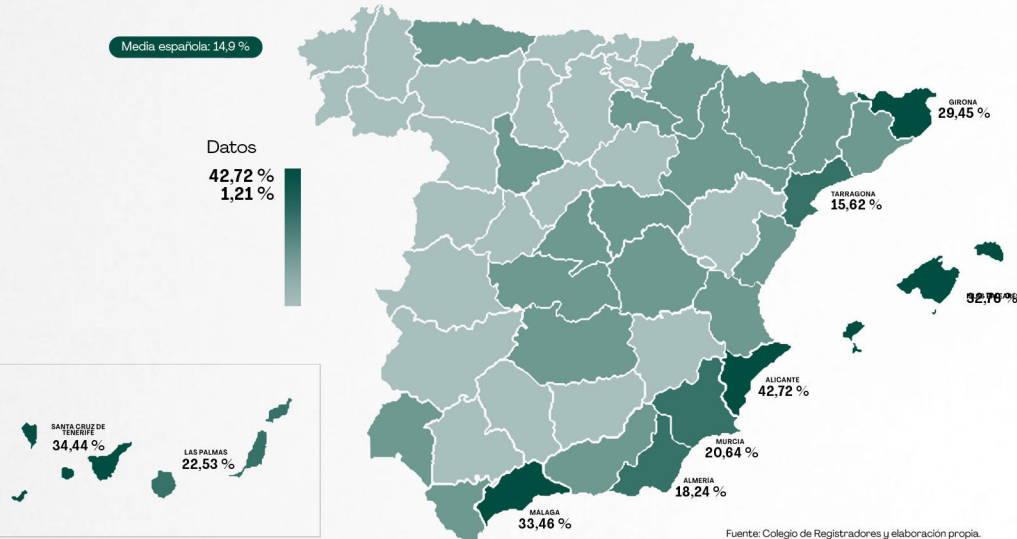 Media española: 14,9 %
Datos
42,72 %
1,21 %
GIRONA
29,45 %
TARRAGONA
15,62 %
32,76 %
ALICANTE
42,72 %
MURCIA
20,64 %
ALMERÍA
18,24 %
MÁLAGA
33,46 %
SANTA CRUZ DE
TENERIFE
34,44 %
LAS PALMAS
22,53 %
Fuente: Colegio de Registradores y elaboración propia.